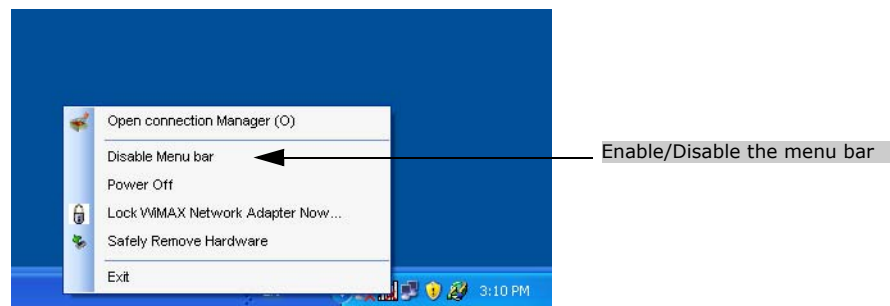 Open connection Manager (O)
Disable Menu bar
Enable/Disable the menu bar
Power Off
Lock WiMAX Network Adapter Now...
Safely Remove Hardware
Exit
3:10 PM